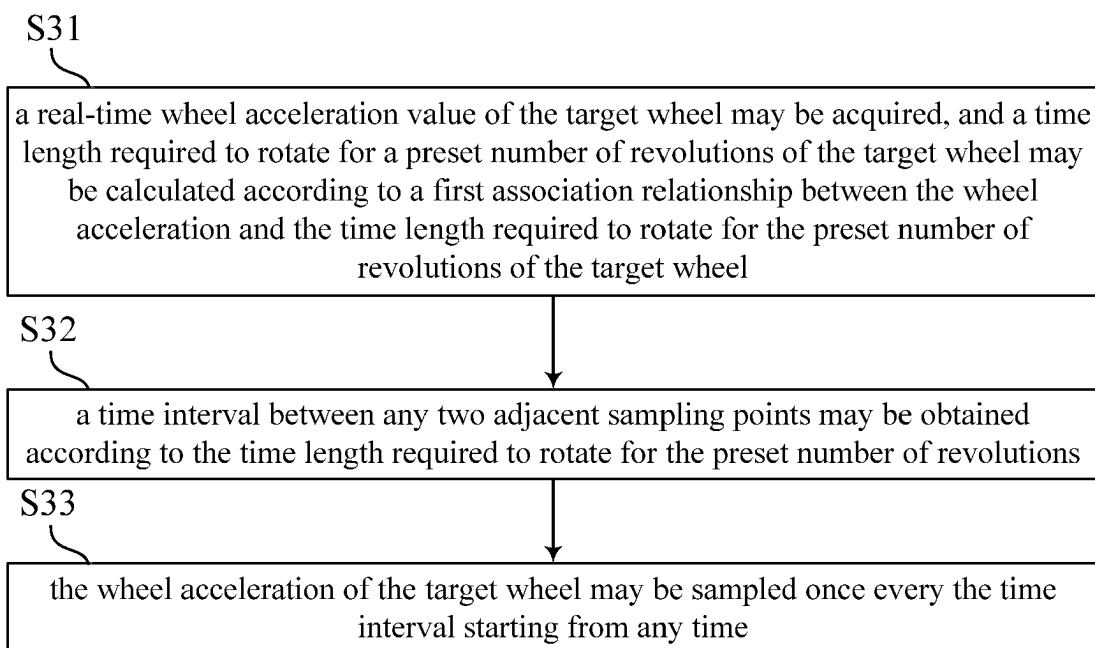 S31
a real-time wheel acceleration value of the target wheel may be acquired, and a time
length required to rotate for a preset number of revolutions of the target wheel may
be calculated according to a first association relationship between the wheel
acceleration and the time length required to rotate for the preset number of
revolutions of the target wheel
S32
a time interval between any two adjacent sampling points may be obtained
according to the time length required to rotate for the preset number of revolutions
S33
the wheel acceleration of the target wheel may be sampled once every the time
interval starting from any time